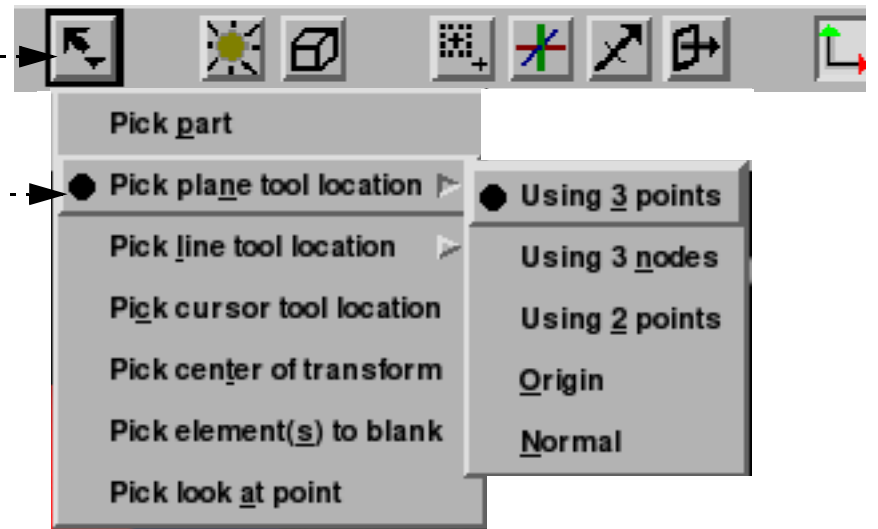 Pick part
Pick plane tool location
Pick line tool location
Pick cursor tool location
Pick center of transform
Pick element(s) to blank
Pick look at point
Using 3 points
Using 3 nodes
Using 2 points
Origin
Normal